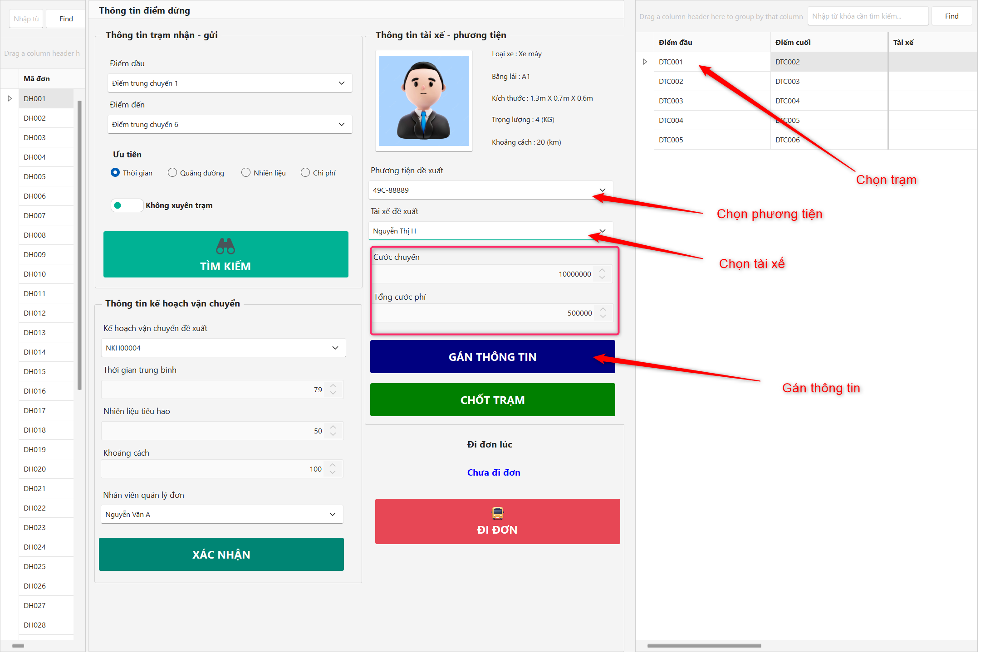 Nhập từ
Find
Drag a column header h
Mã đơn
DH001
DH002
DH003
DH004
DH005
DH006
DH007
DH008
DH009
DH010
DH011
DH012
DH013
DH014
DH015
DH016
DH017
DH018
DH019
DH020
DH021
DH022
DH023
DH024
DH025
DH026
DH027
DH028
Thông tin điểm dừng
Thông tin trạm nhận - gửi
Điểm đầu
Điểm trung chuyển 1
Điểm đến
Điểm trung chuyển 6
Ưu tiên
Thời gian Quãng đường Nhiên liệu Chi phí
Không xuyên trạm
TÌM KIẾM
Thông tin kế hoạch vận chuyển
Kế hoạch vận chuyển đề xuất
NKH00004
Thời gian trung bình
79
Nhiên liệu tiêu hao
50
Khoảng cách
100
Nhân viên quản lý đơn
Nguyễn Văn A
XÁC NHẬN
Thông tin tài xế - phương tiện
Loại xe : Xe máy
Bằng lái : A1
Kích thước : 1.3m X 0.7m X 0.6m
Trọng lượng : 4 (KG)
Khoảng cách : 20 (km)
Phương tiện đề xuất
49C-88889
Tài xế đề xuất
Nguyễn Thị H
Cước chuyến
10000000
Tổng cước phí
500000
GÁN THÔNG TIN
CHỐT TRẠM
Đi đơn lúc
Chưa đi đơn
ĐI ĐƠN
Drag a column header here to group by that column
Nhập từ khóa cần tìm kiếm...
Find
Điểm đầu Điểm cuối Tài xế
DTC001 DTC002
DTC002 DTC003
DTC003 DTC004
DTC004 DTC005
DTC005 DTC006
Chọn trạm
Chọn phương tiện
Chọn tài xế
Gán thông tin